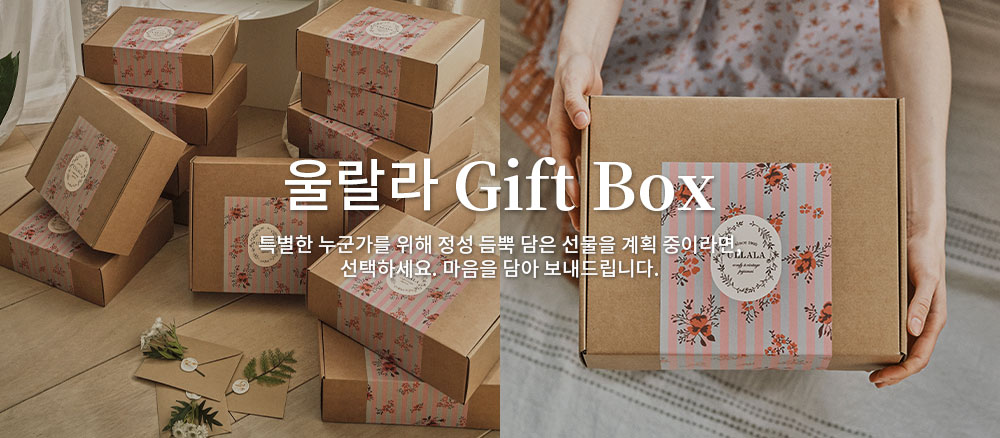 울랄라 Gift Box
특별한 누군가를 위해 정성 듬뿍 담은 선물을 계획 중이라면,
선택하세요. 마음을 담아 보내드립니다.
ULLALA